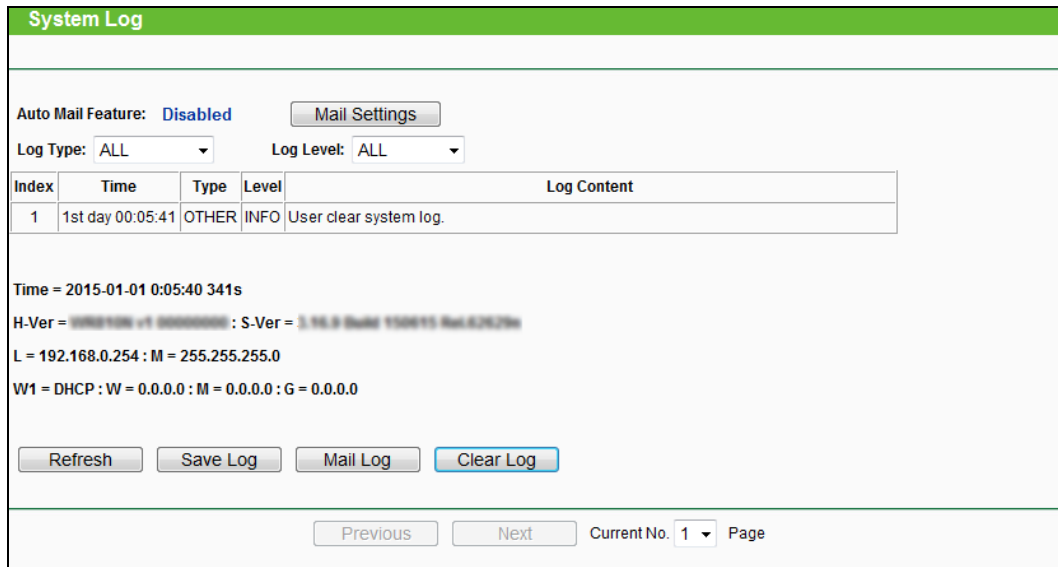 System Log
Auto Mail Feature: Disabled Mail Settings
Log Type: ALL Log Level: ALL
Index Time Type Level Log Content
1 1st day 00:05:41 OTHER INFO User clear system log.
Time = 2015-01-01 0:05:40 341s
H-Ver = : S-Ver =
L = 192.168.0.254 : M = 255.255.255.0
W1 = DHCP : W = 0.0.0.0 : M = 0.0.0.0 : G = 0.0.0.0
Refresh Save Log Mail Log Clear Log
Previous Next Current No. 1 Page